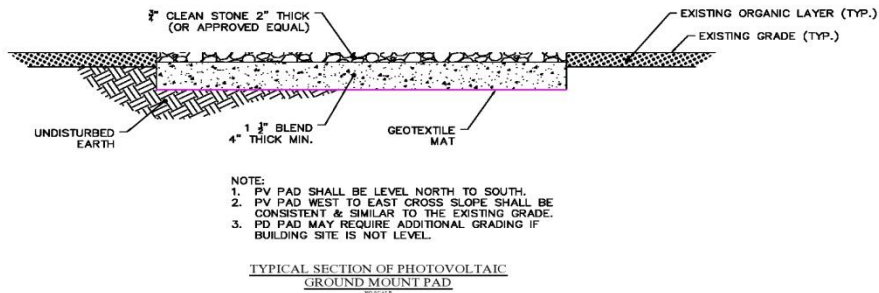 3/4" CLEAN STONE 2" THICK
(OR APPROVED EQUAL)
EXISTING ORGANIC LAYER (TYP.)
EXISTING GRADE (TYP.)
UNDISTURBED
EARTH
1 1/2" BLEND
4" THICK MIN.
GEOTEXTILE
MAT
NOTE:
1. PV PAD SHALL BE LEVEL NORTH TO SOUTH.
2. PV PAD WEST TO EAST CROSS SLOPE SHALL BE
CONSISTENT & SIMILAR TO THE EXISTING GRADE.
3. PD PAD MAY REQUIRE ADDITIONAL GRADING IF
BUILDING SITE IS NOT LEVEL.
TYPICAL SECTION OF PHOTOVOLTAIC
GROUND MOUNT PAD